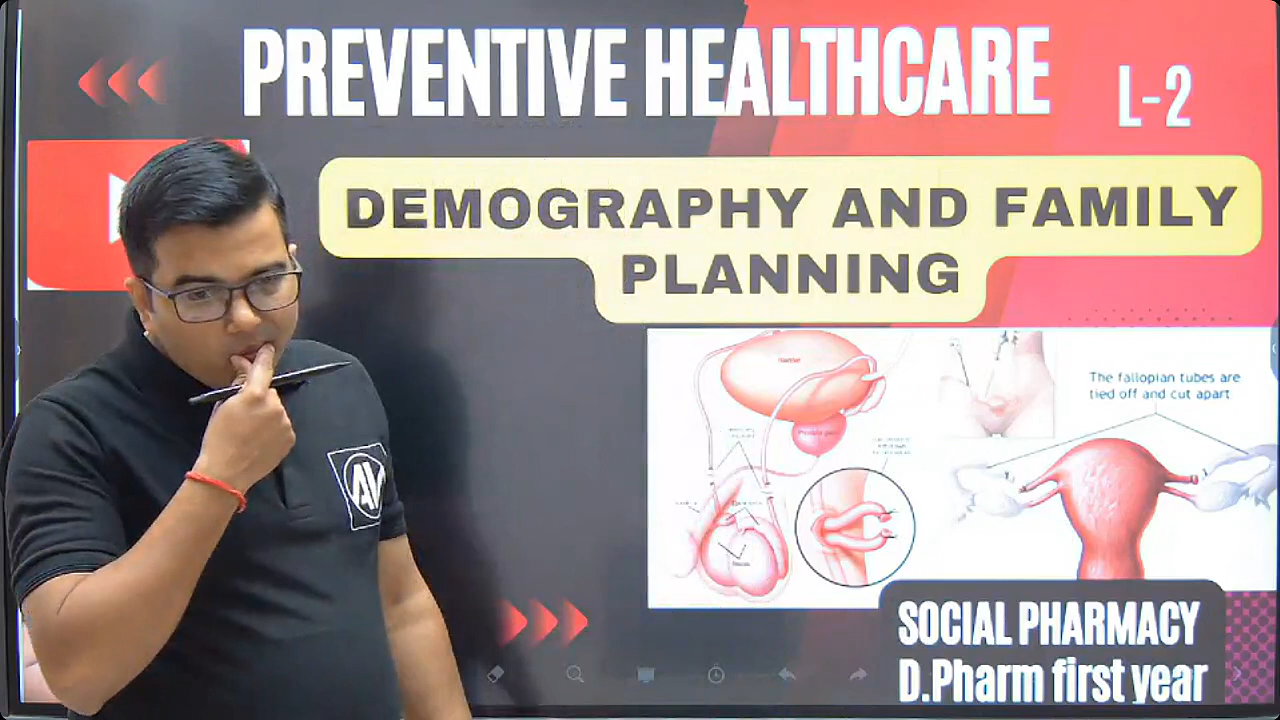 PREVENTIVE HEALTHCARE
L-2
DEMOGRAPHY AND FAMILY
PLANNING
The fallopian tubes are
tied off and cut apart
AV
SOCIAL PHARMACY
D.Pharm first year